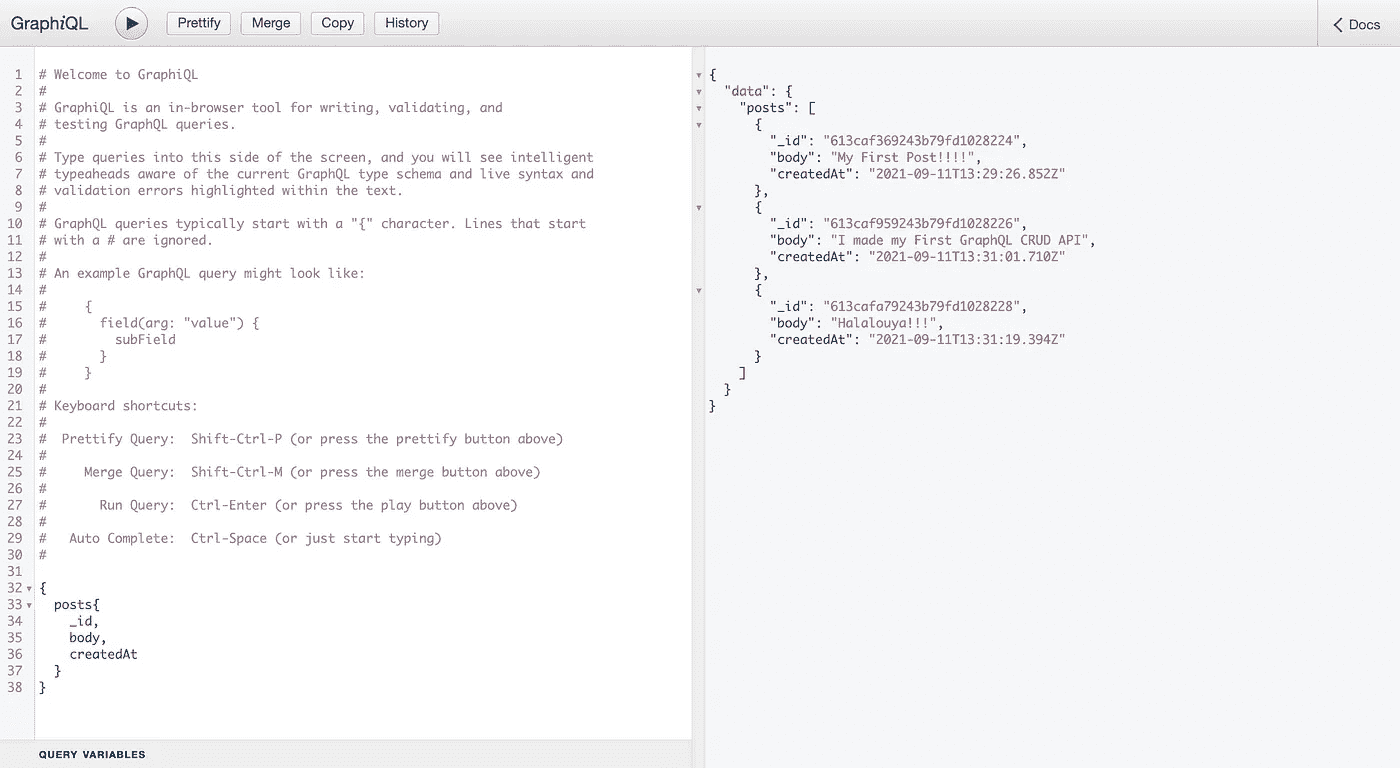 GraphiQL
Prettify
Merge
Copy
History
Docs
1 # Welcome to GraphiQL
2 #
3 # GraphiQL is an in-browser tool for writing, validating, and
4 # testing GraphQL queries.
5 #
6 # Type queries into this side of the screen, and you will see intelligent
7 # typeaheads aware of the current GraphQL type schema and live syntax and
8 # validation errors highlighted within the text.
9 #
10 # GraphQL queries typically start with a "{" character. Lines that start
11 # with a # are ignored.
12 #
13 # An example GraphQL query might look like:
14 #
15 #     {
16 #       field(arg: "value") {
17 #         subField
18 #       }
19 #     }
20 #
21 # Keyboard shortcuts:
22 #
23 #  Prettify Query:  Shift-Ctrl-P (or press the prettify button above)
24 #
25 #     Merge Query:  Shift-Ctrl-M (or press the merge button above)
26 #
27 #       Run Query:  Ctrl-Enter (or press the play button above)
28 #
29 #   Auto Complete:  Ctrl-Space (or just start typing)
30 #
31
32 {
33   posts{
34     _id,
35     body,
36     createdAt
37   }
38 }
QUERY VARIABLES
{
  "data": {
    "posts": [
      {
        "_id": "613caf369243b79fd1028224",
        "body": "My First Post!!!!",
        "createdAt": "2021-09-11T13:29:26.852Z"
      },
      {
        "_id": "613caf959243b79fd1028226",
        "body": "I made my First GraphQL CRUD API",
        "createdAt": "2021-09-11T13:31:01.710Z"
      },
      {
        "_id": "613cafa79243b79fd1028228",
        "body": "Halalouya!!!",
        "createdAt": "2021-09-11T13:31:19.394Z"
      }
    ]
  }
}